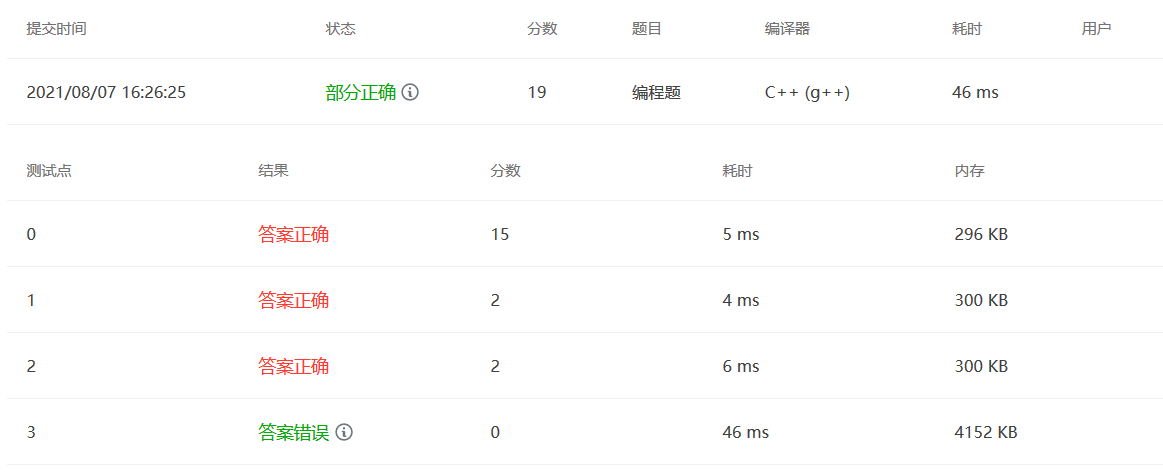 提交时间 状态 分数 题目 编译器 耗时 用户
2021/08/07 16:26:25 部分正确 19 编程题 C++ (g++) 46 ms
测试点 结果 分数 耗时 内存
0 答案正确 15 5 ms 296 KB
1 答案正确 2 4 ms 300 KB
2 答案正确 2 6 ms 300 KB
3 答案错误 0 46 ms 4152 KB